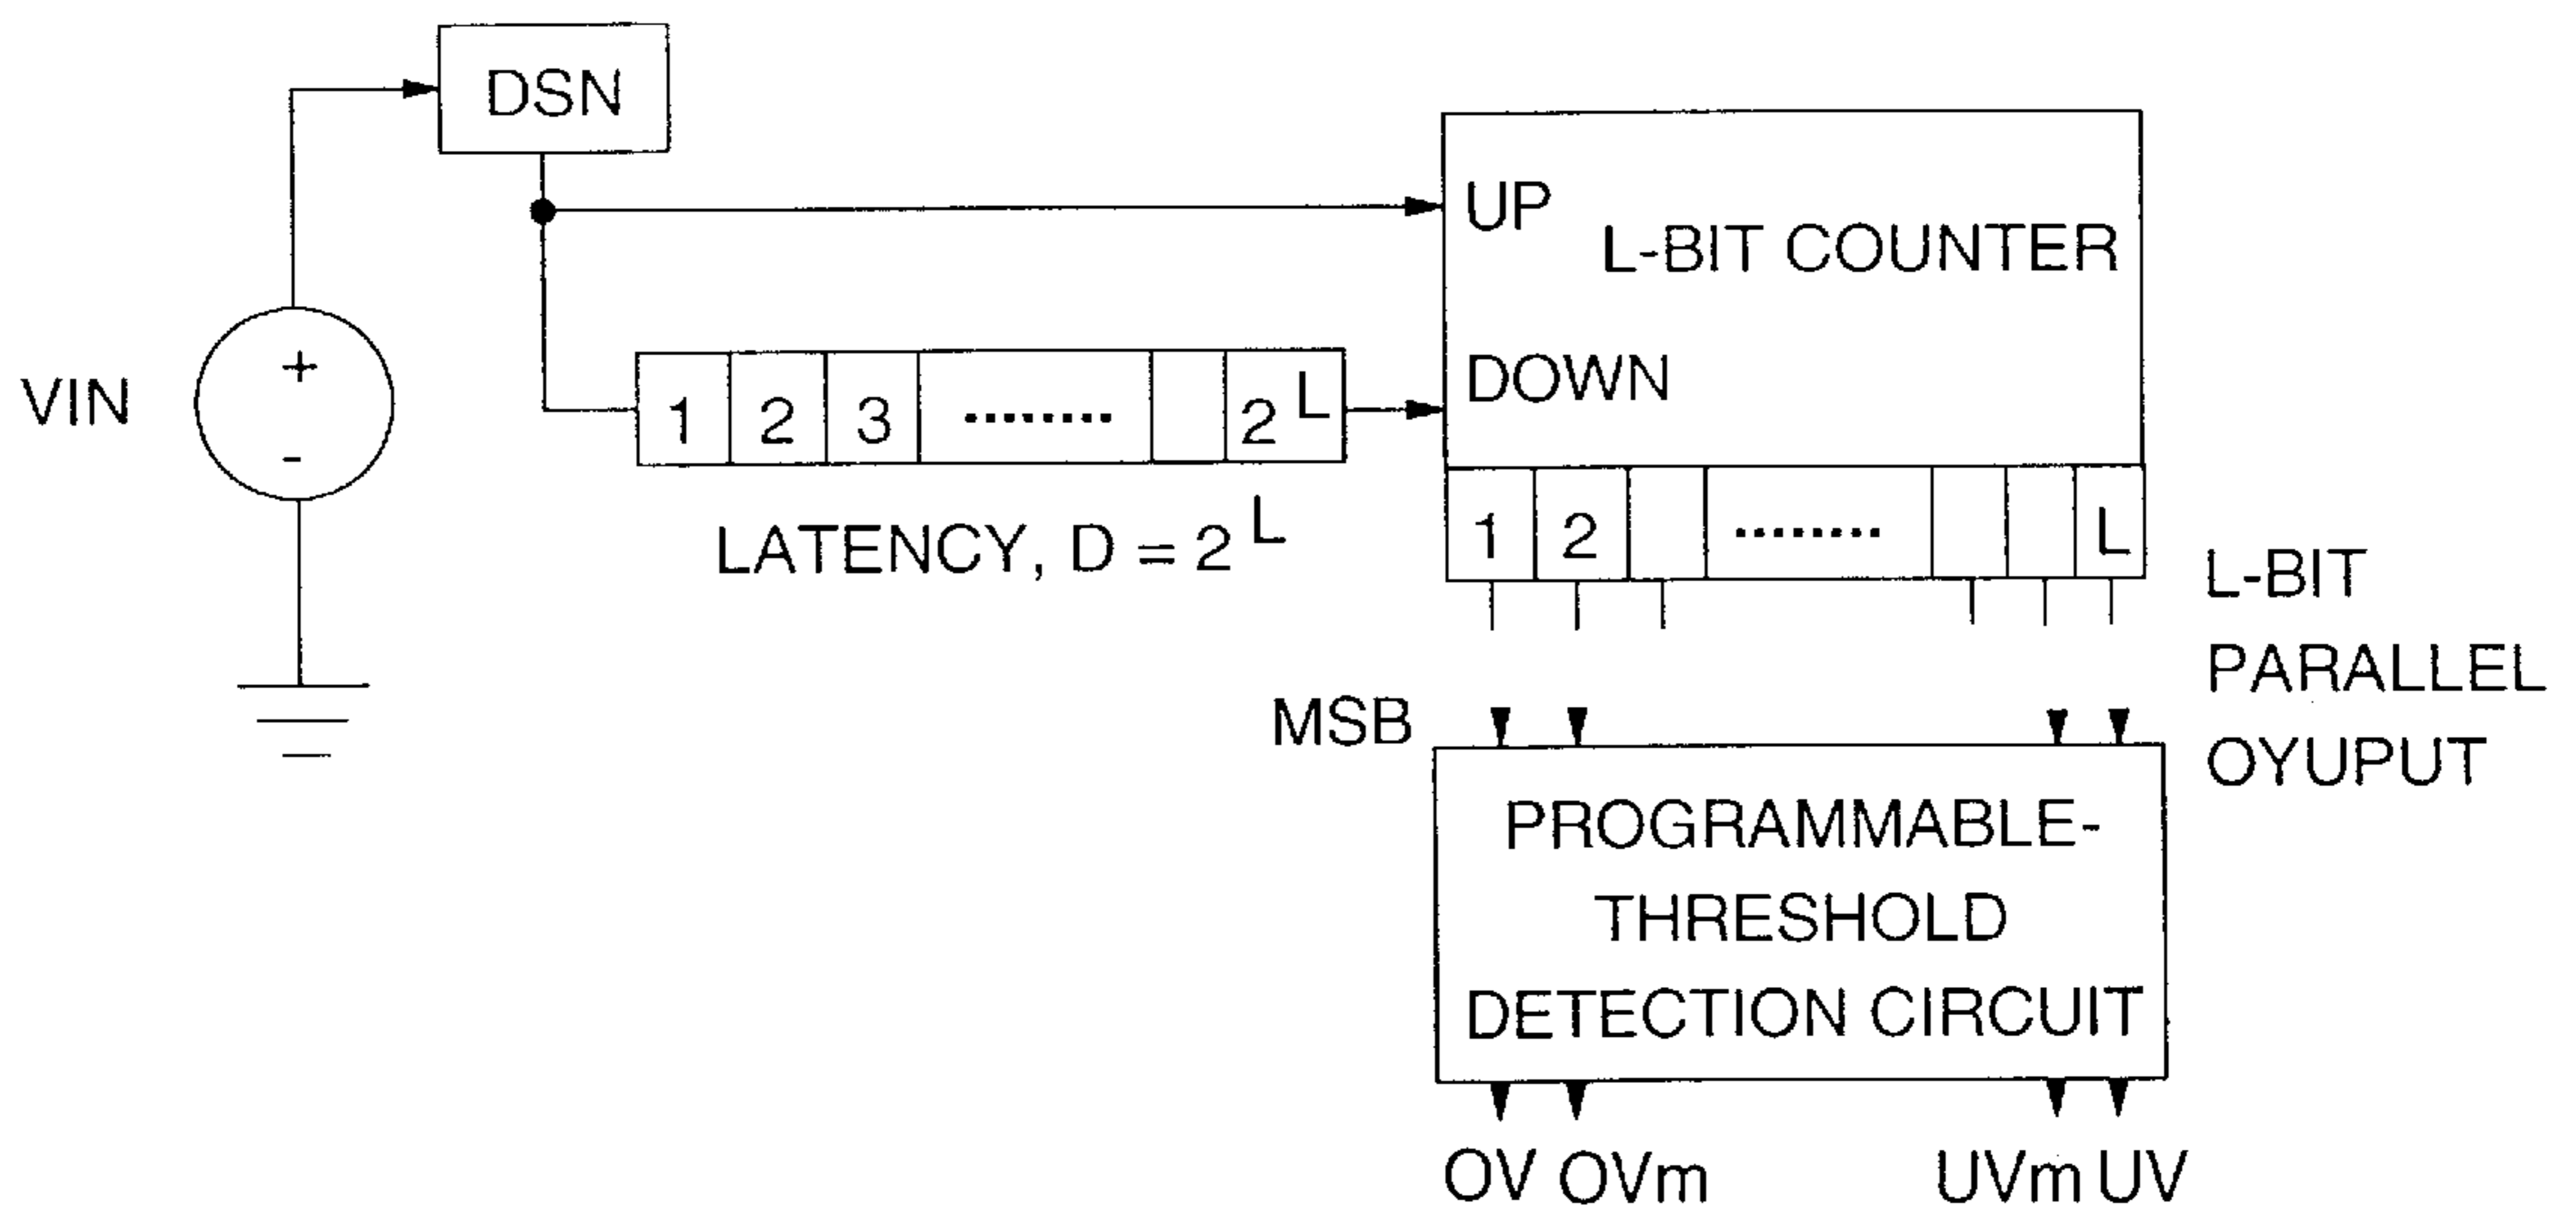 DSN
UP
L-BIT COUNTER
VIN
+
-
DOWN
1 2 3 ........ 2^L
LATENCY, D = 2^L
1 2 ........ L
L-BIT
PARALLEL
OYUPUT
MSB
PROGRAMMABLE-
THRESHOLD
DETECTION CIRCUIT
OV OVm UVm UV